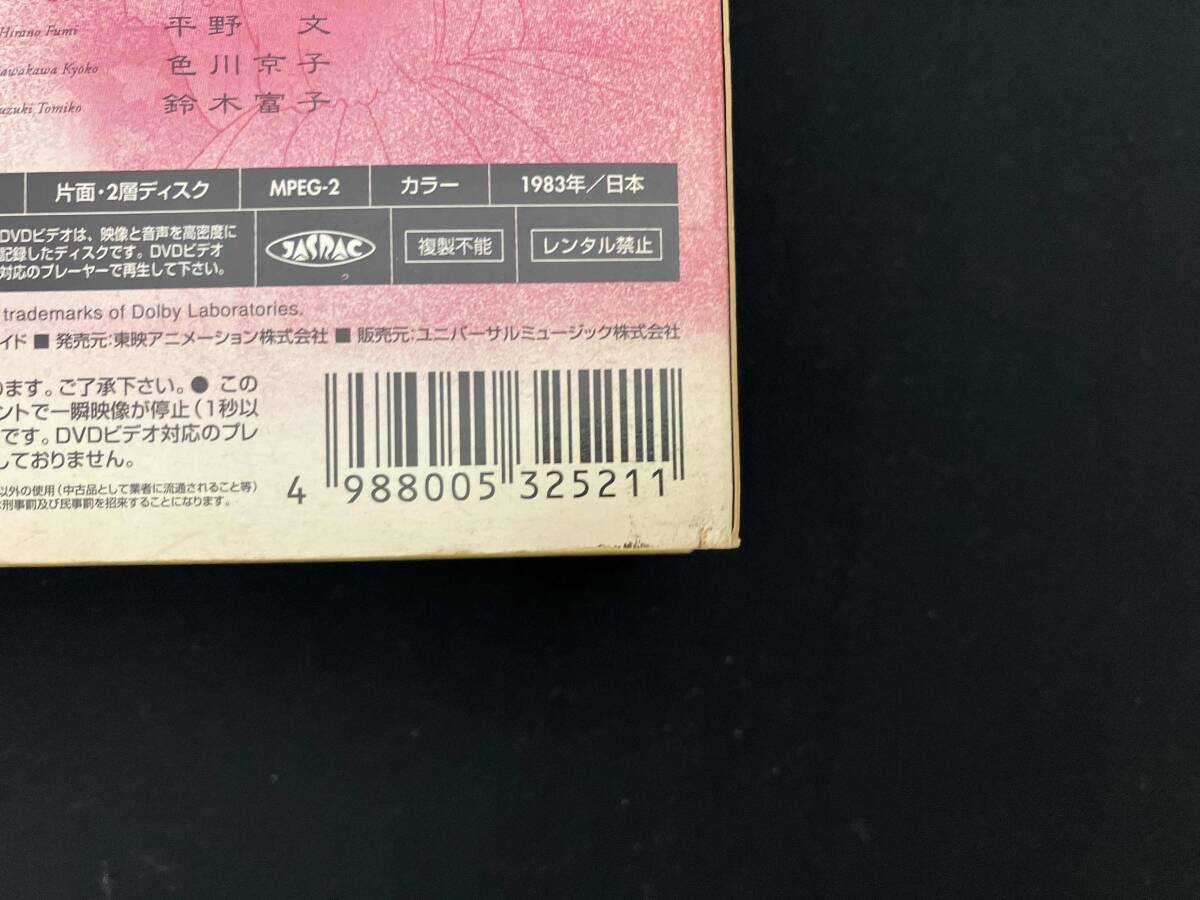 Hirano Fumi 平野 文
awakawa Kyoko 色川京子
uzuki Tomiko 鈴木富子
片面・2層ディスク MPEG-2 カラー 1983年／日本
DVDビデオは、映像と音声を高密度に
記録したディスクです。DVDビデオ
対応のプレーヤーで再生して下さい。
JASRAC 複製不能 レンタル禁止
trademarks of Dolby Laboratories.
イド ■ 発売元:東映アニメーション株式会社 ■ 販売元:ユニバーサルミュージック株式会社
ます。ご了承下さい。● この
ントで一瞬映像が停止(1秒以
です。DVDビデオ対応のプレ
しておりません。
以外の使用(中古品として業者に流通されること等)
は刑事罰及び民事罰を招来することになります。
4 988005 325211